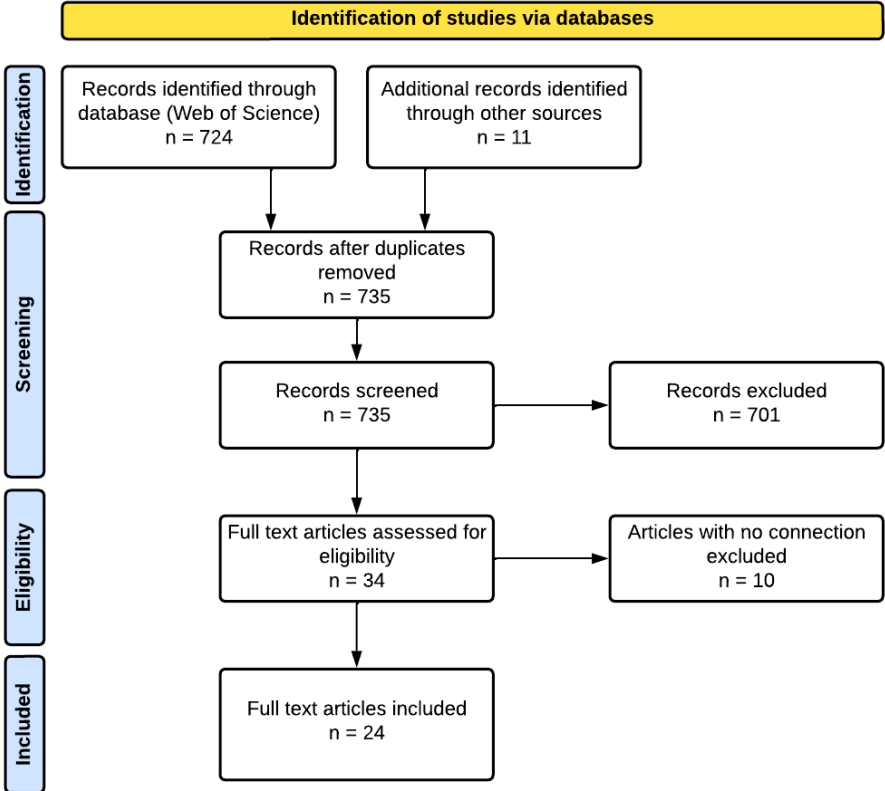 Identification of studies via databases
Identification
Records identified through
database (Web of Science)
n = 724
Additional records identified
through other sources
n = 11
Screening
Records after duplicates
removed
n = 735
Records screened
n = 735
Records excluded
n = 701
Eligibility
Full text articles assessed for
eligibility
n = 34
Articles with no connection
excluded
n = 10
Included
Full text articles included
n = 24